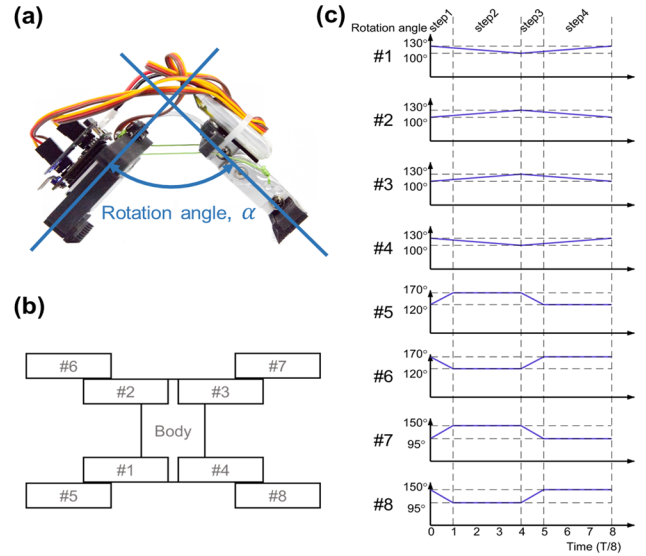 (a)
Rotation angle, α
(b)
#6
#7
#2
#3
Body
#1
#4
#5
#8
(c)
step1
step2
step3
step4
Rotation angle
#1
130°
100°
#2
130°
100°
#3
130°
100°
#4
130°
100°
#5
170°
120°
#6
170°
120°
#7
150°
95°
#8
150°
95°
0 1 2 3 4 5 6 7 8
Time (T/8)